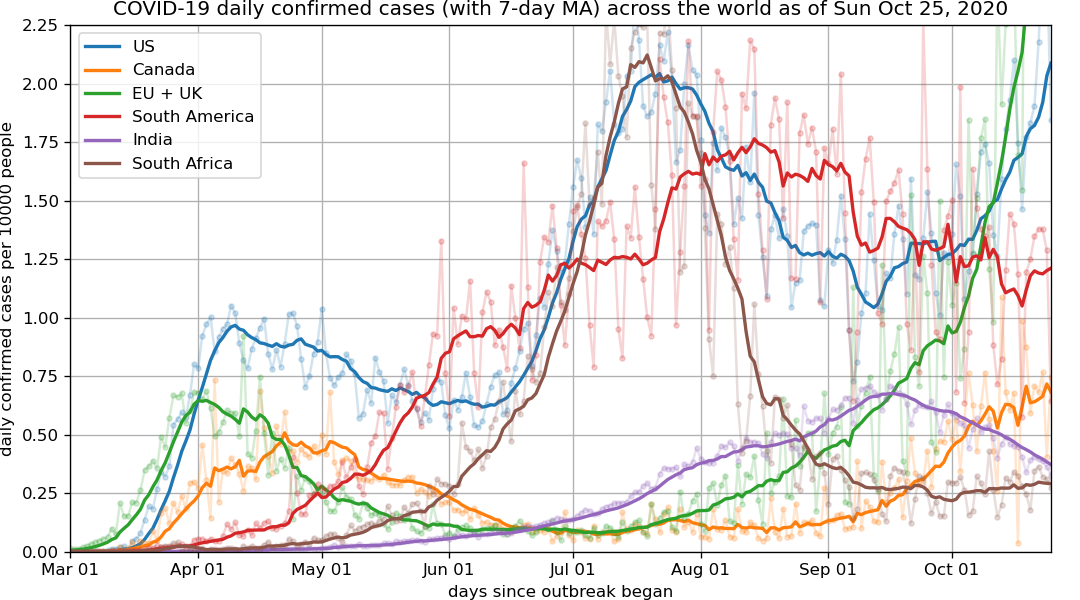 COVID-19 daily confirmed cases (with 7-day MA) across the world as of Sun Oct 25, 2020
daily confirmed cases per 10000 people
2.25
2.00
1.75
1.50
1.25
1.00
0.75
0.50
0.25
0.00
US
Canada
EU + UK
South America
India
South Africa
Mar 01 Apr 01 May 01 Jun 01 Jul 01 Aug 01 Sep 01 Oct 01
days since outbreak began